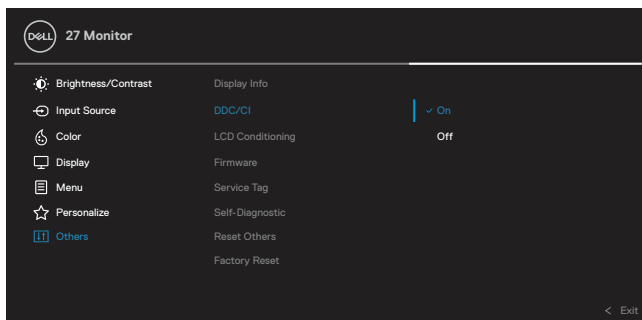 DELL 27 Monitor
Brightness/Contrast Display Info
Input Source DDC/CI On
Color LCD Conditioning Off
Display Firmware
Menu Service Tag
Personalize Self-Diagnostic
Others Reset Others
Factory Reset
< Exit